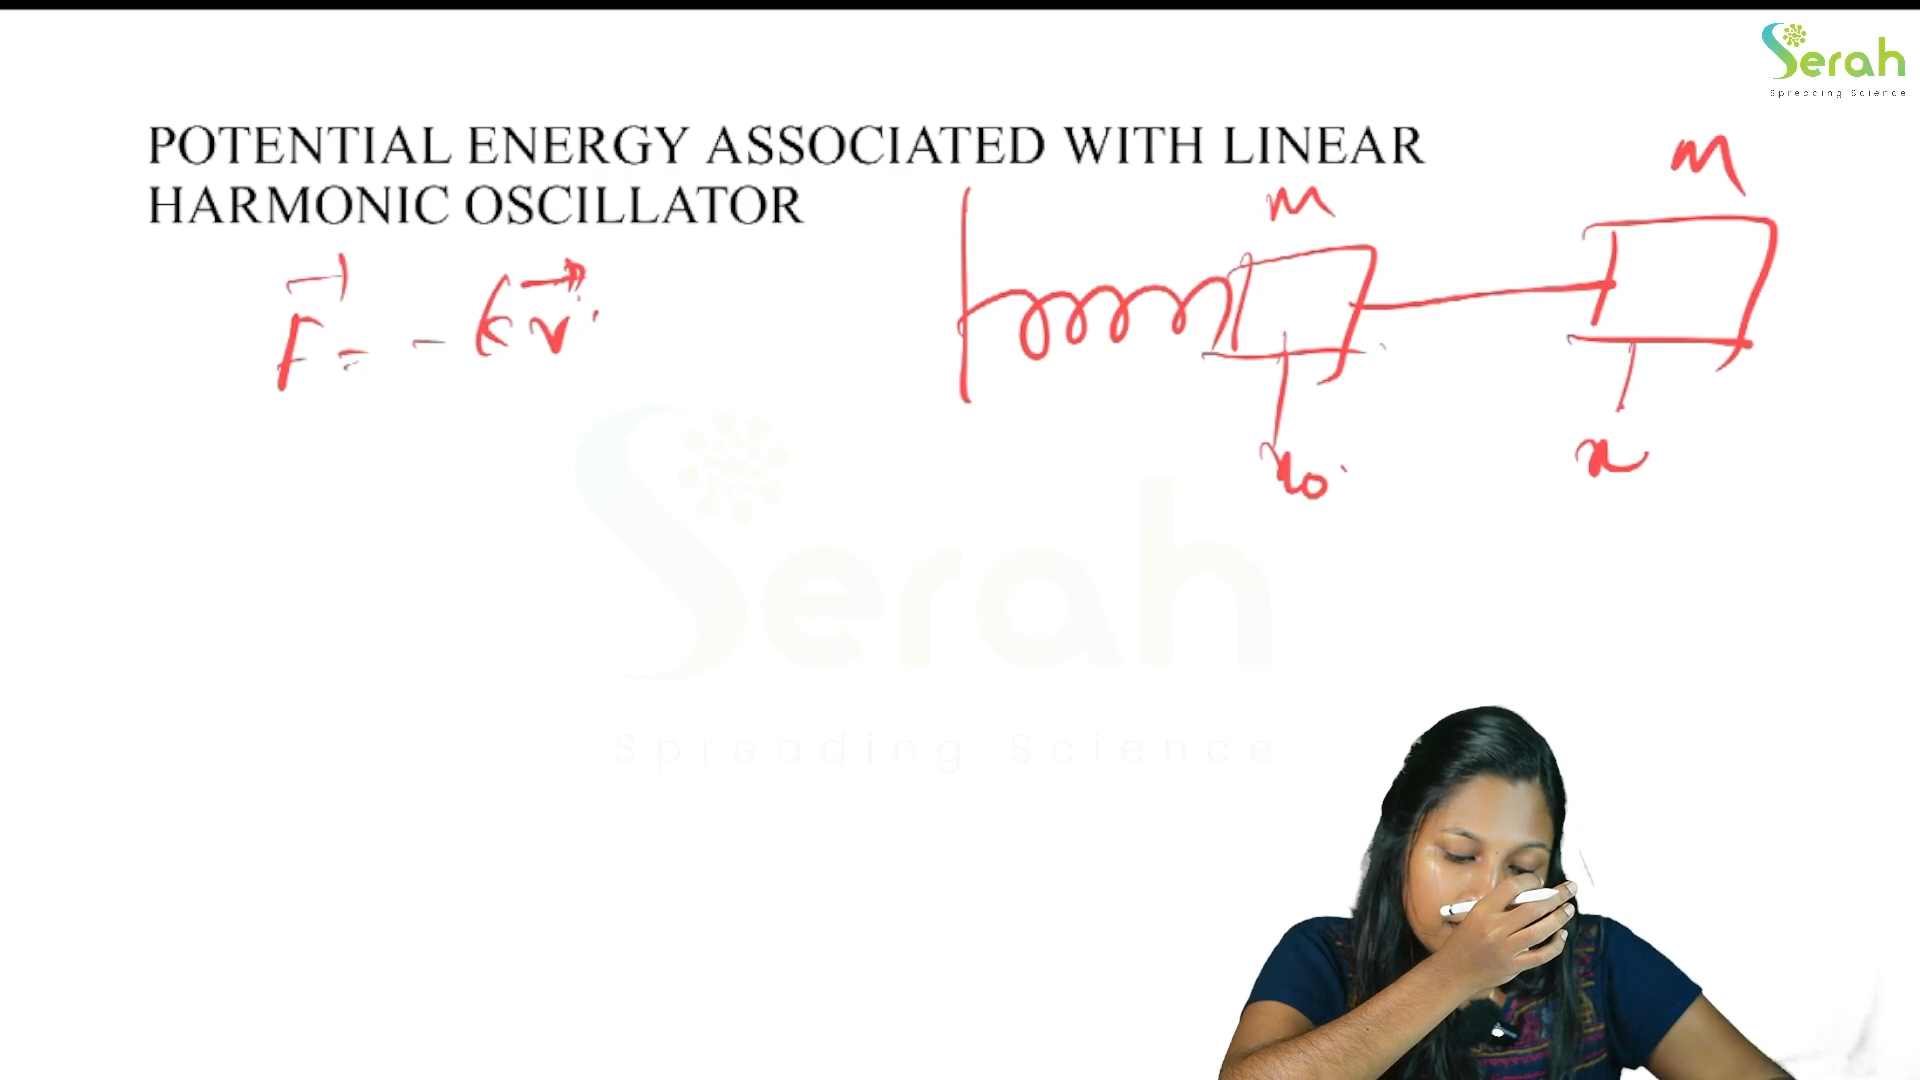 Serah
Spreading Science
POTENTIAL ENERGY ASSOCIATED WITH LINEAR
HARMONIC OSCILLATOR
m
m
F = - k r
x0
x
Serah
Spreading Science